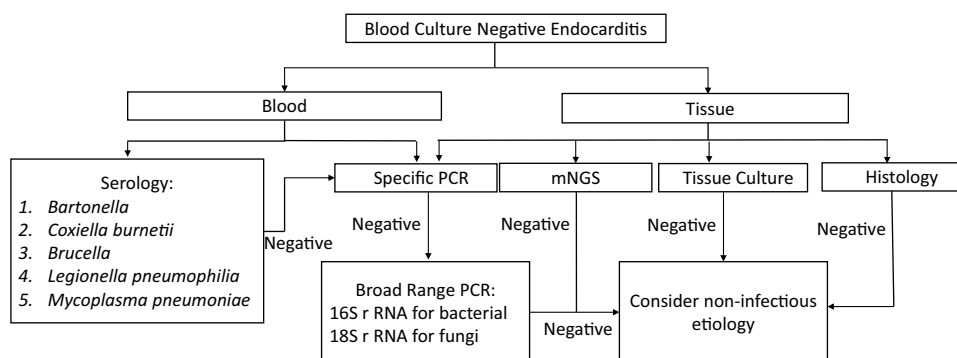 Blood Culture Negative Endocarditis
Blood
Tissue
Serology:
1. Bartonella
2. Coxiella burnetii
3. Brucella
4. Legionella pneumophilia
5. Mycoplasma pneumoniae
Negative
Specific PCR
mNGS
Tissue Culture
Histology
Negative
Negative
Negative
Broad Range PCR:
16S r RNA for bacterial
18S r RNA for fungi
Negative
Consider non-infectious
etiology